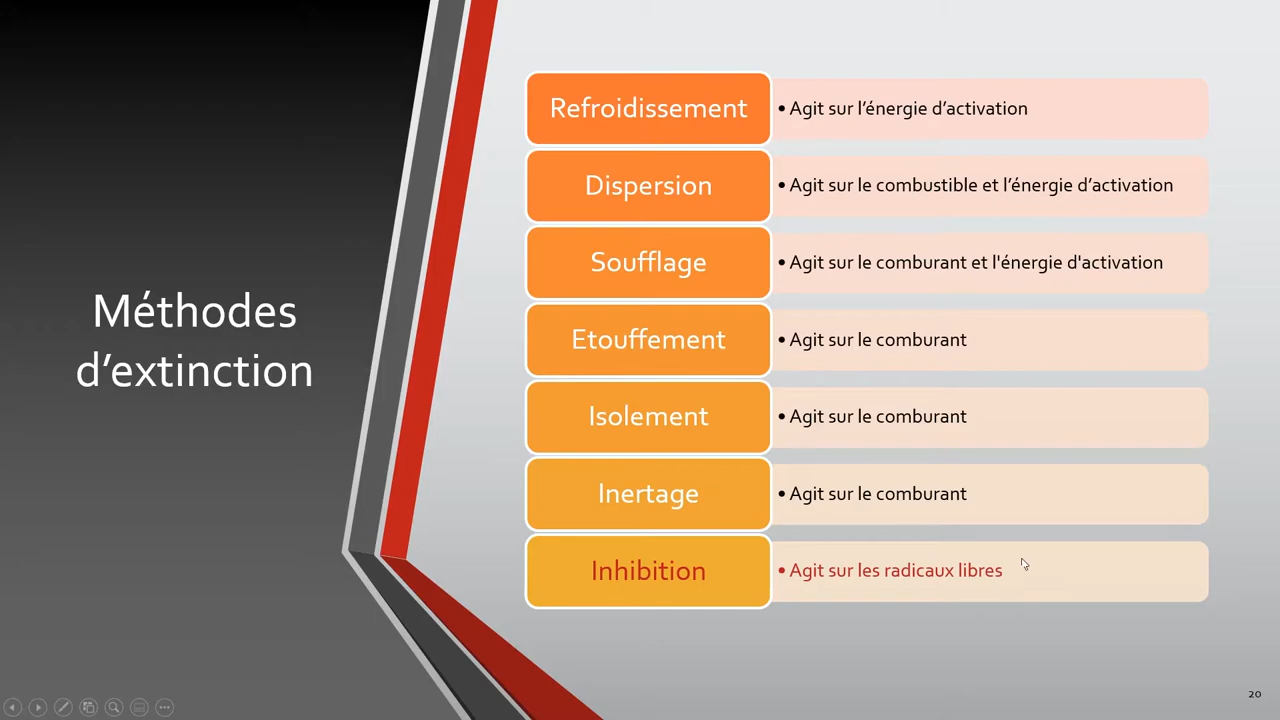 Méthodes
d’extinction
Refroidissement
• Agit sur l’énergie d’activation
Dispersion
• Agit sur le combustible et l’énergie d’activation
Soufflage
• Agit sur le comburant et l'énergie d'activation
Etouffement
• Agit sur le comburant
Isolement
• Agit sur le comburant
Inertage
• Agit sur le comburant
Inhibition
• Agit sur les radicaux libres
20